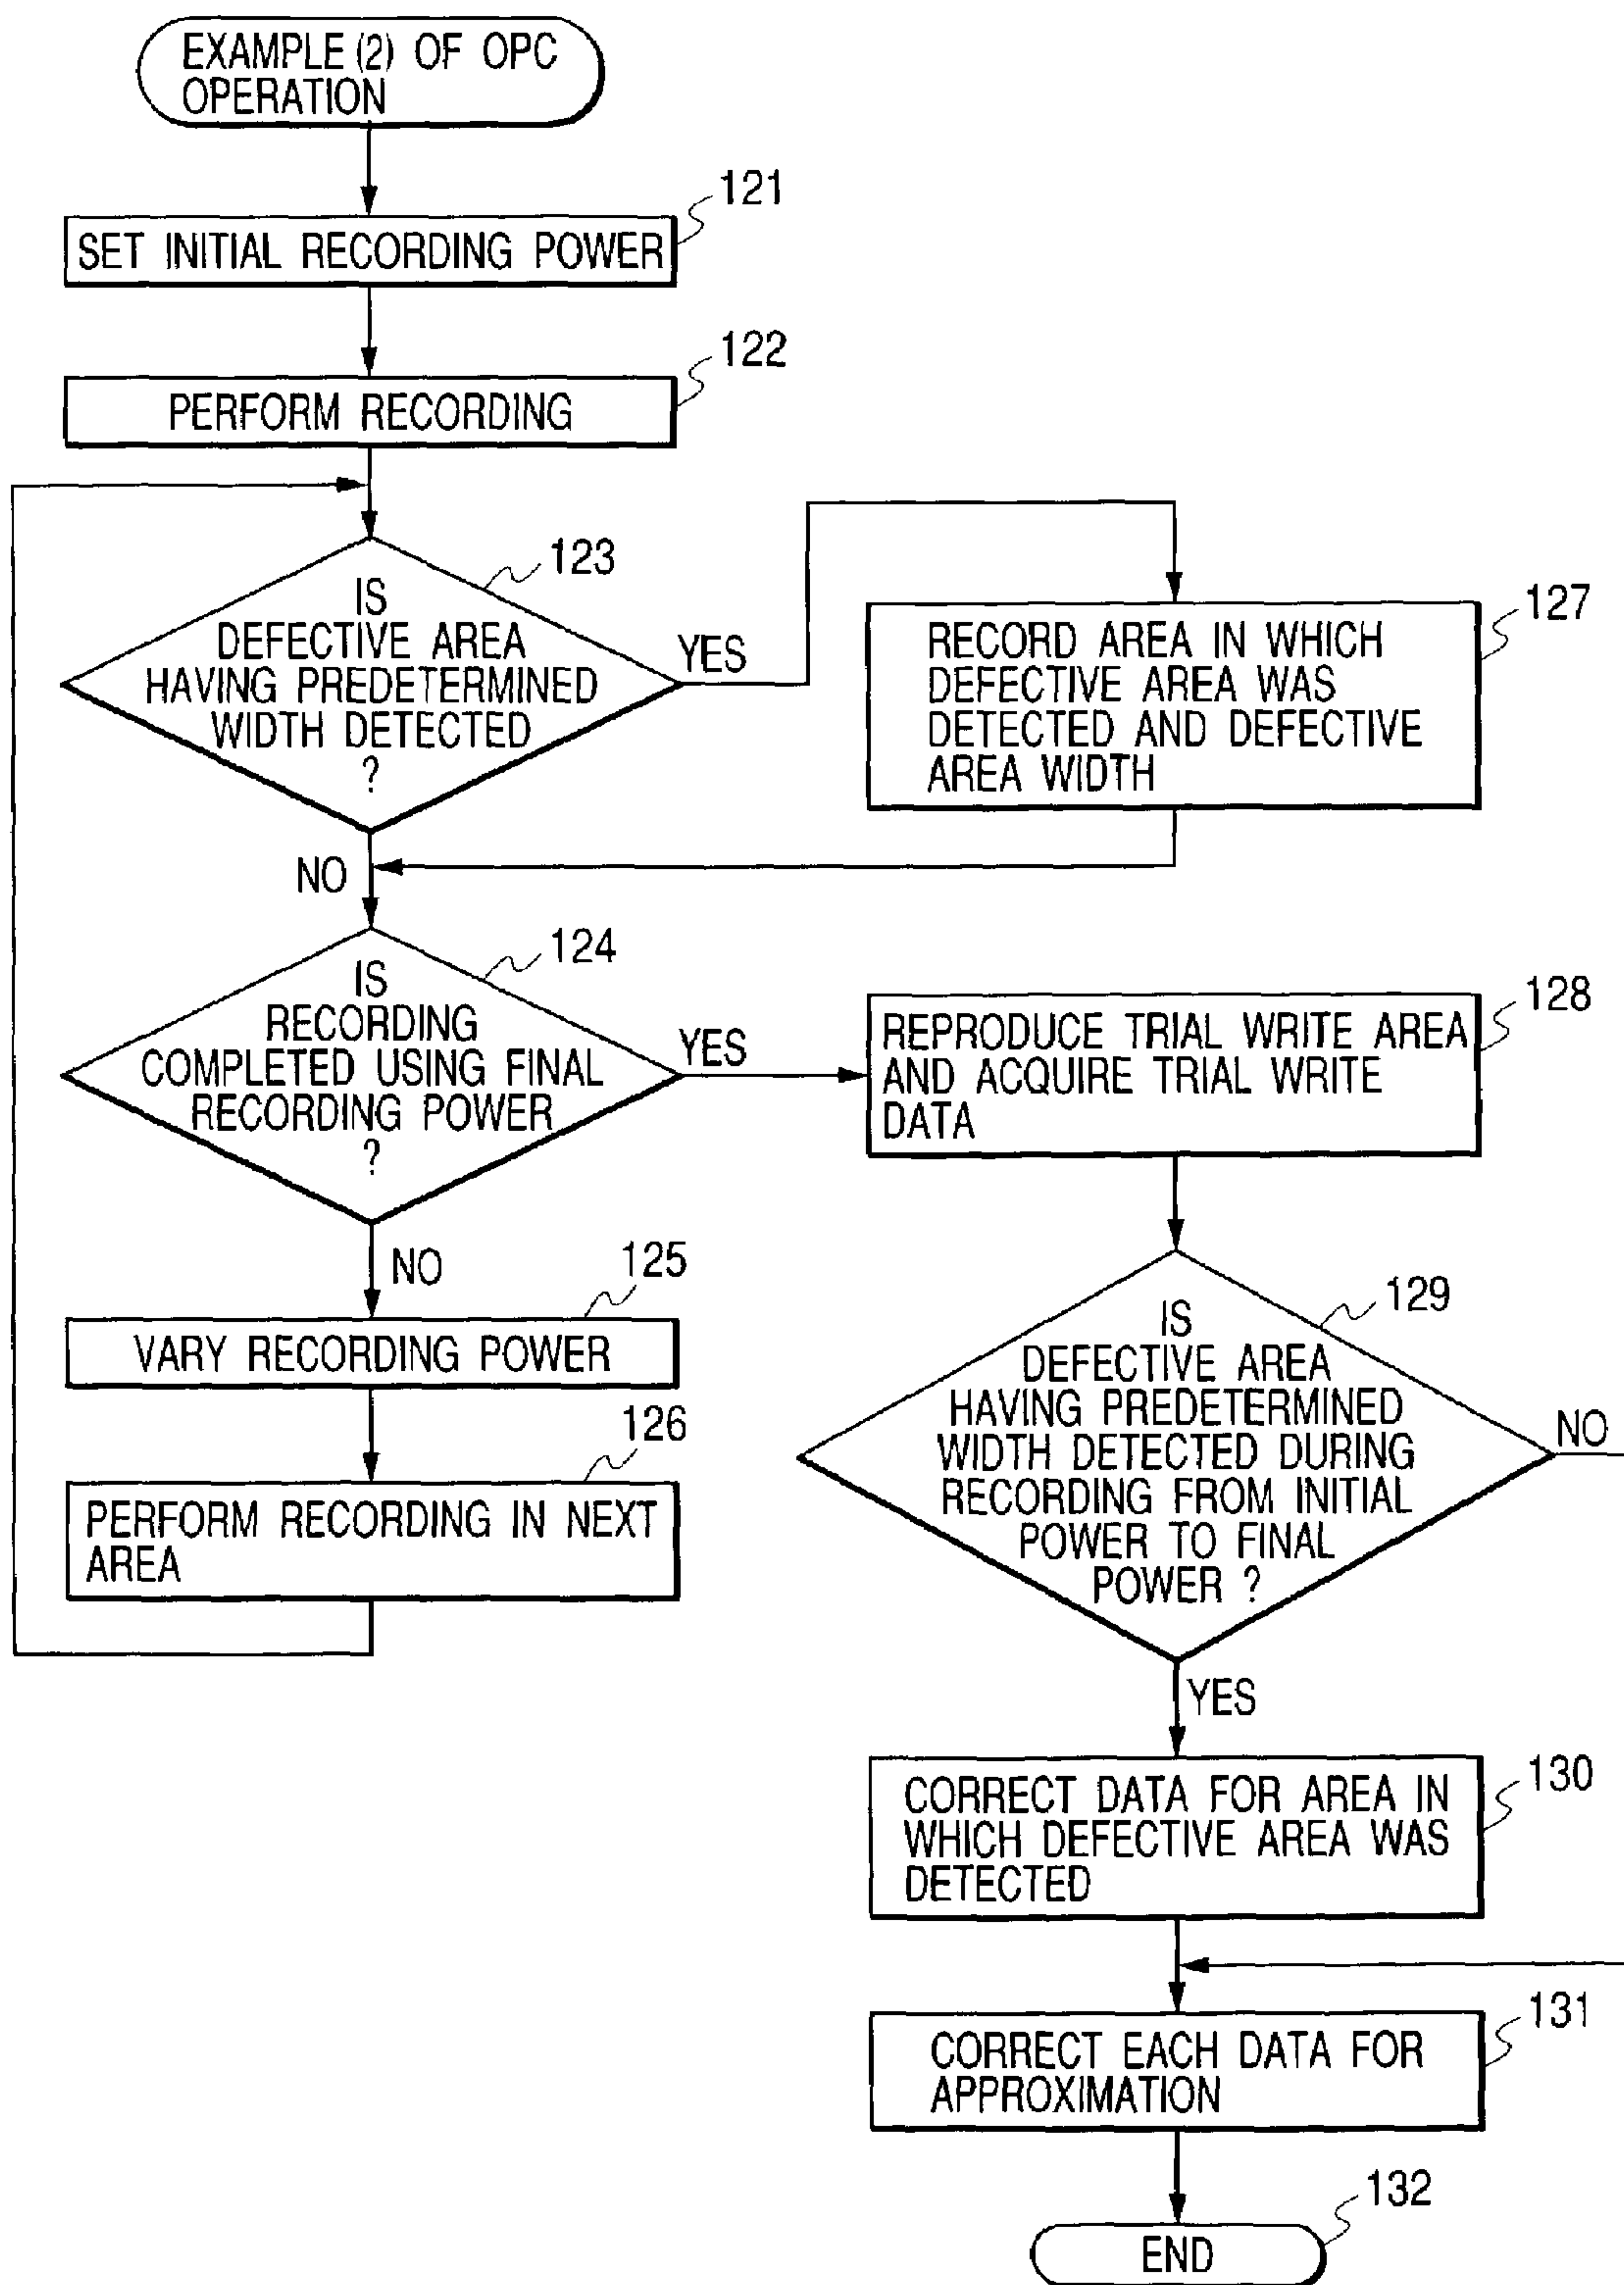 EXAMPLE (2) OF OPC
OPERATION
121
SET INITIAL RECORDING POWER
122
PERFORM RECORDING
123
IS
DEFECTIVE AREA
HAVING PREDETERMINED
WIDTH DETECTED
?
YES
NO
127
RECORD AREA IN WHICH
DEFECTIVE AREA WAS
DETECTED AND DEFECTIVE
AREA WIDTH
124
IS
RECORDING
COMPLETED USING FINAL
RECORDING POWER
?
YES
NO
125
VARY RECORDING POWER
126
PERFORM RECORDING IN NEXT
AREA
128
REPRODUCE TRIAL WRITE AREA
AND ACQUIRE TRIAL WRITE
DATA
129
IS
DEFECTIVE AREA
HAVING PREDETERMINED
WIDTH DETECTED DURING
RECORDING FROM INITIAL
POWER TO FINAL
POWER ?
NO
YES
130
CORRECT DATA FOR AREA IN
WHICH DEFECTIVE AREA WAS
DETECTED
131
CORRECT EACH DATA FOR
APPROXIMATION
132
END